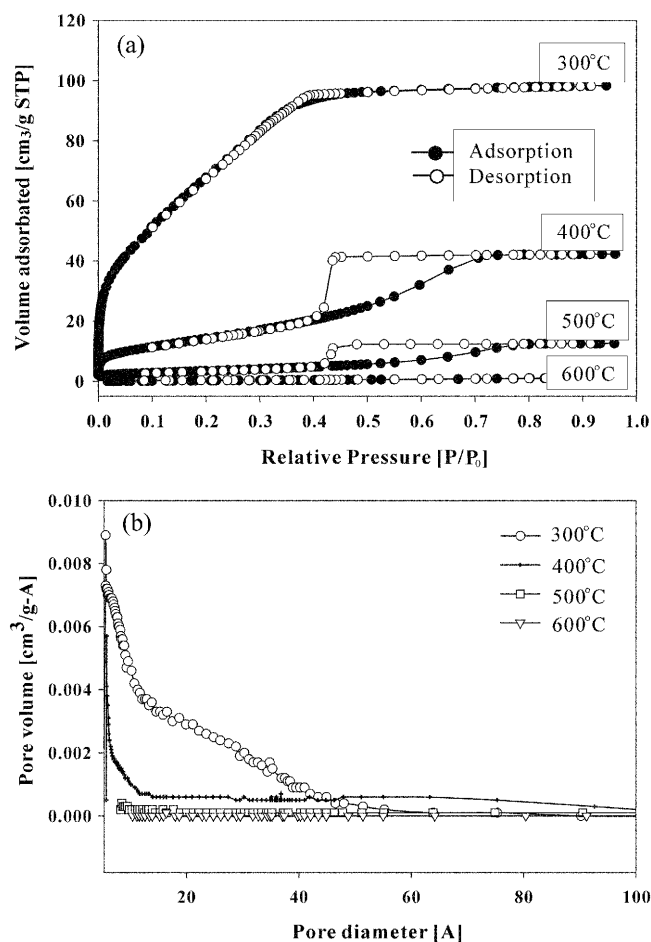 (a)
120
100
80
60
40
20
0
Volume adsorbated [cm3/g STP]
300°C
Adsorption
Desorption
400°C
500°C
600°C
0.0 0.1 0.2 0.3 0.4 0.5 0.6 0.7 0.8 0.9 1.0
Relative Pressure [P/P0]
(b)
0.010
0.008
0.006
0.004
0.002
0.000
Pore volume [cm3/g-A]
300°C
400°C
500°C
600°C
20 40 60 80 100
Pore diameter [A]